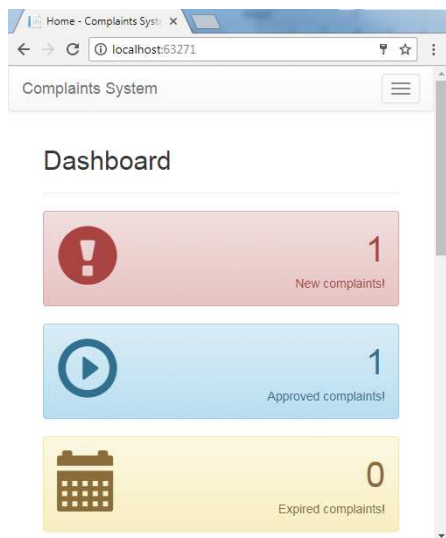 Home - Complaints Syste
localhost:63271
Complaints System
Dashboard
1
New complaints!
1
Approved complaints!
0
Expired complaints!